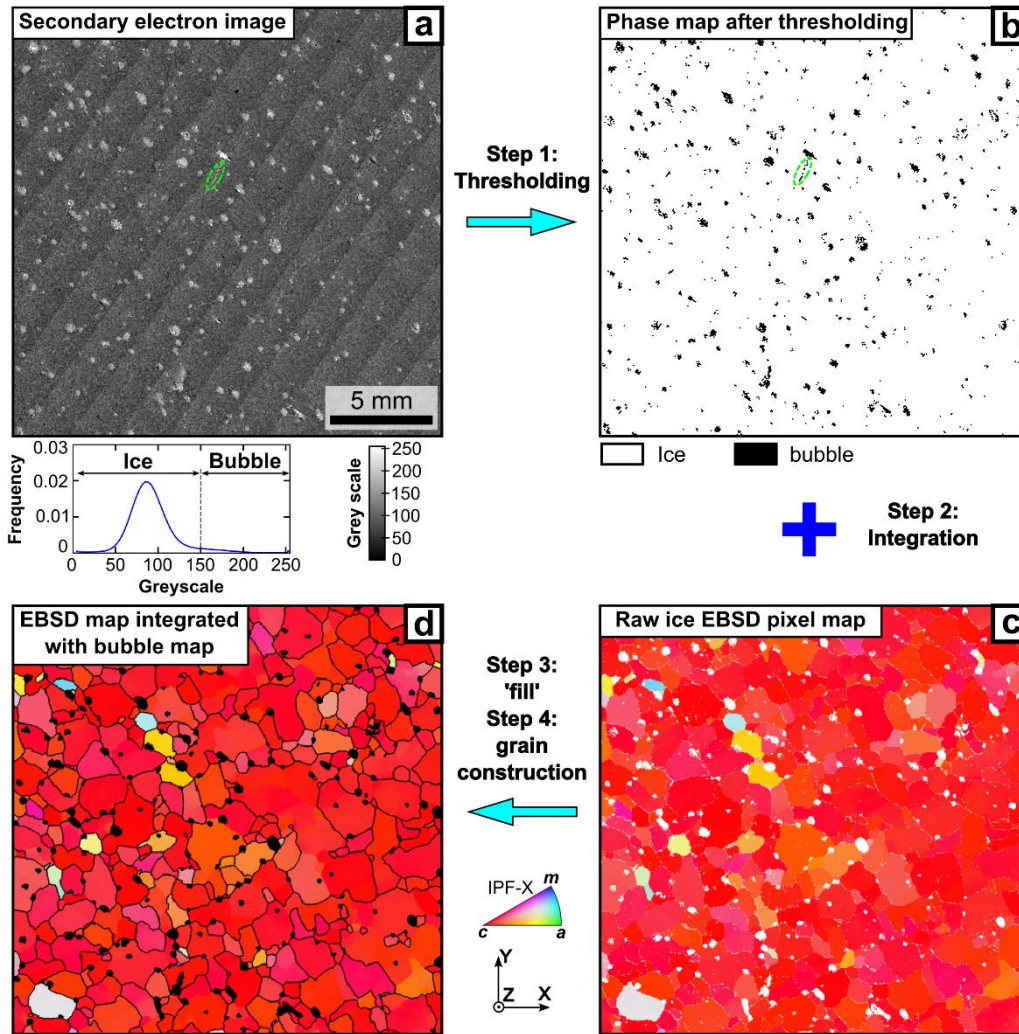 Secondary electron image
a
Phase map after thresholding
b
Step 1:
Thresholding
5 mm
Ice
Bubble
0.03
0.02
0.01
0
Frequency
0 50 100 150 200 250
Greyscale
Grey scale
250
200
150
100
50
0
Ice
bubble
Step 2:
Integration
EBSD map integrated
with bubble map
d
Raw ice EBSD pixel map
c
Step 3:
'fill'
Step 4:
grain
construction
IPF-X
m
c
a
Y
Z
X